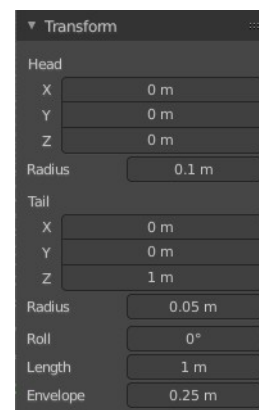 Transform
Head
X 0 m
Y 0 m
Z 0 m
Radius 0.1 m
Tail
X 0 m
Y 0 m
Z 1 m
Radius 0.05 m
Roll 0°
Length 1 m
Envelope 0.25 m